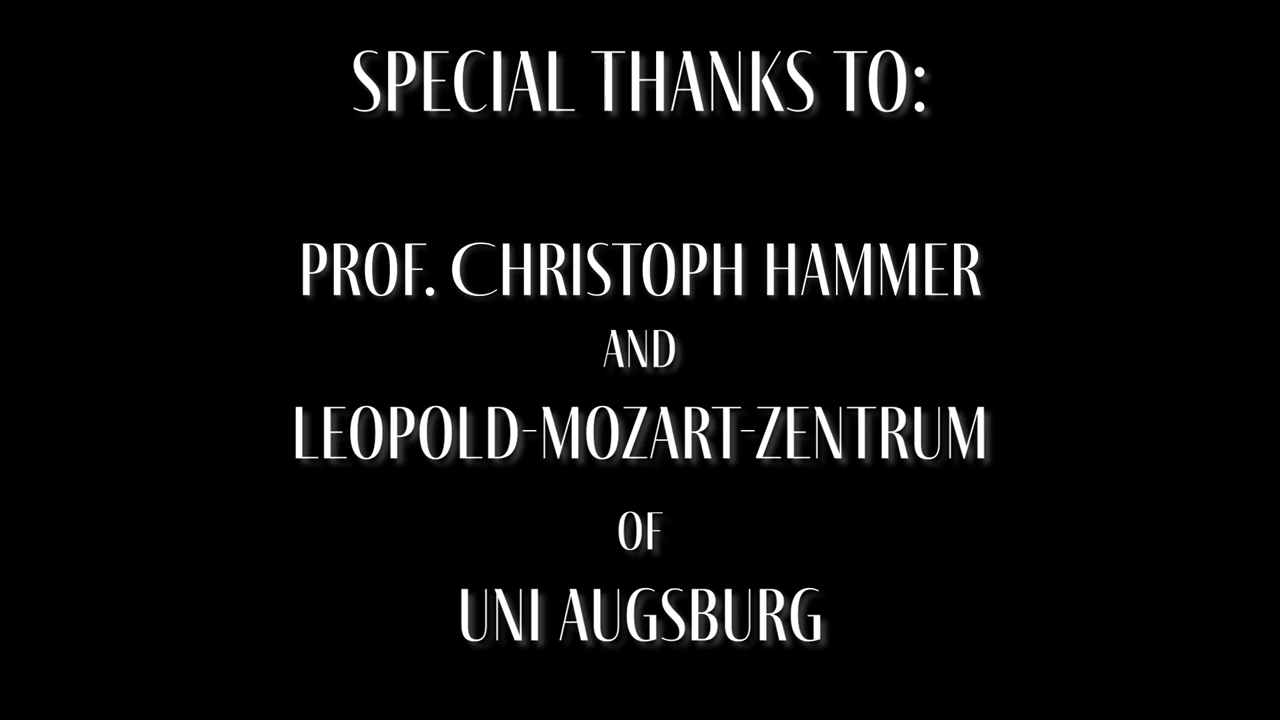 SPECIAL THANKS TO:
PROF. CHRISTOPH HAMMER
AND
LEOPOLD-MOZART-ZENTRUM
OF
UNI AUGSBURG